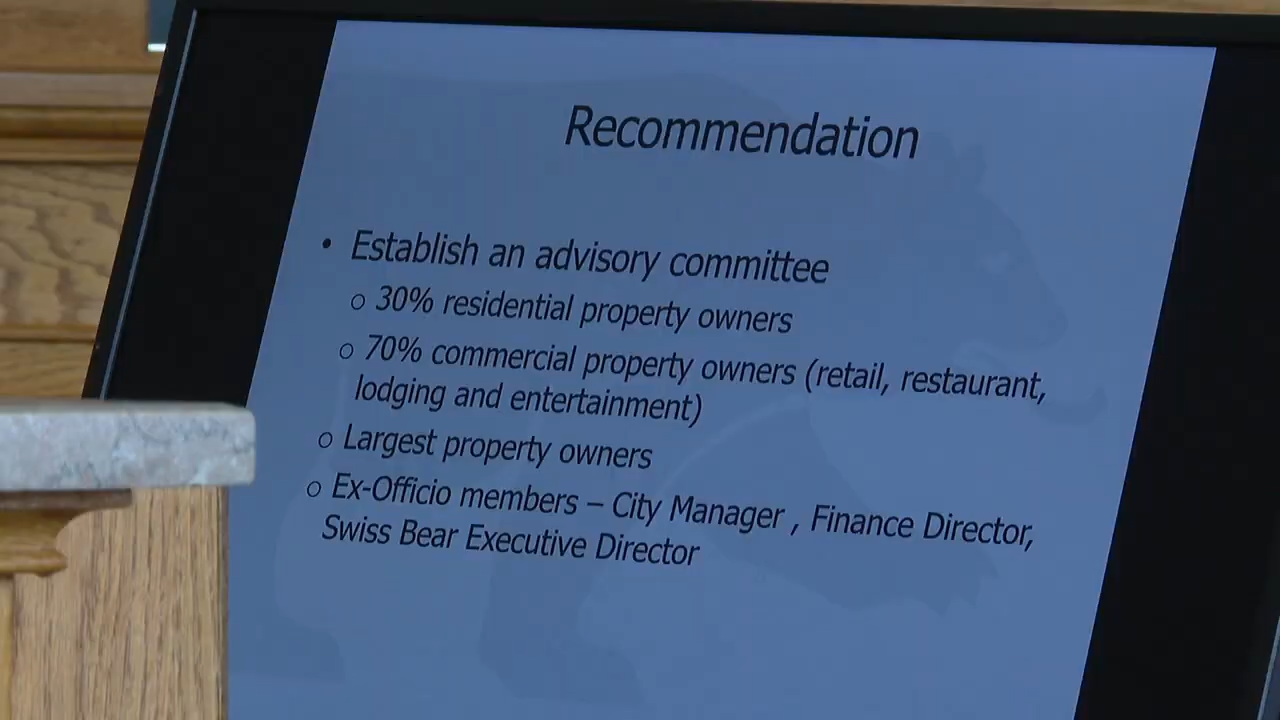 Recommendation
• Establish an advisory committee
o 30% residential property owners
o 70% commercial property owners (retail, restaurant,
lodging and entertainment)
o Largest property owners
o Ex-Officio members – City Manager , Finance Director,
Swiss Bear Executive Director